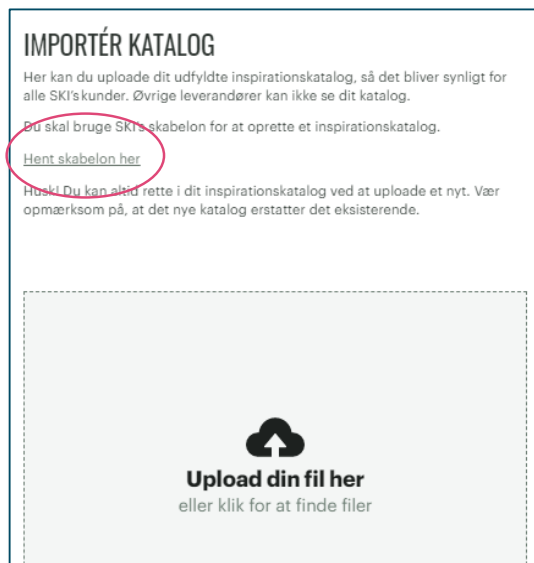 IMPORTÉR KATALOG
Her kan du uploade dit udfyldte inspirationskatalog, så det bliver synligt for
alle SKI's kunder. Øvrige leverandører kan ikke se dit katalog.
Du skal bruge SKI's skabelon for at oprette et inspirationskatalog.
Hent skabelon her
Husk! Du kan altid rette i dit inspirationskatalog ved at uploade et nyt. Vær
opmærksom på, at det nye katalog erstatter det eksisterende.
Upload din fil her
eller klik for at finde filer